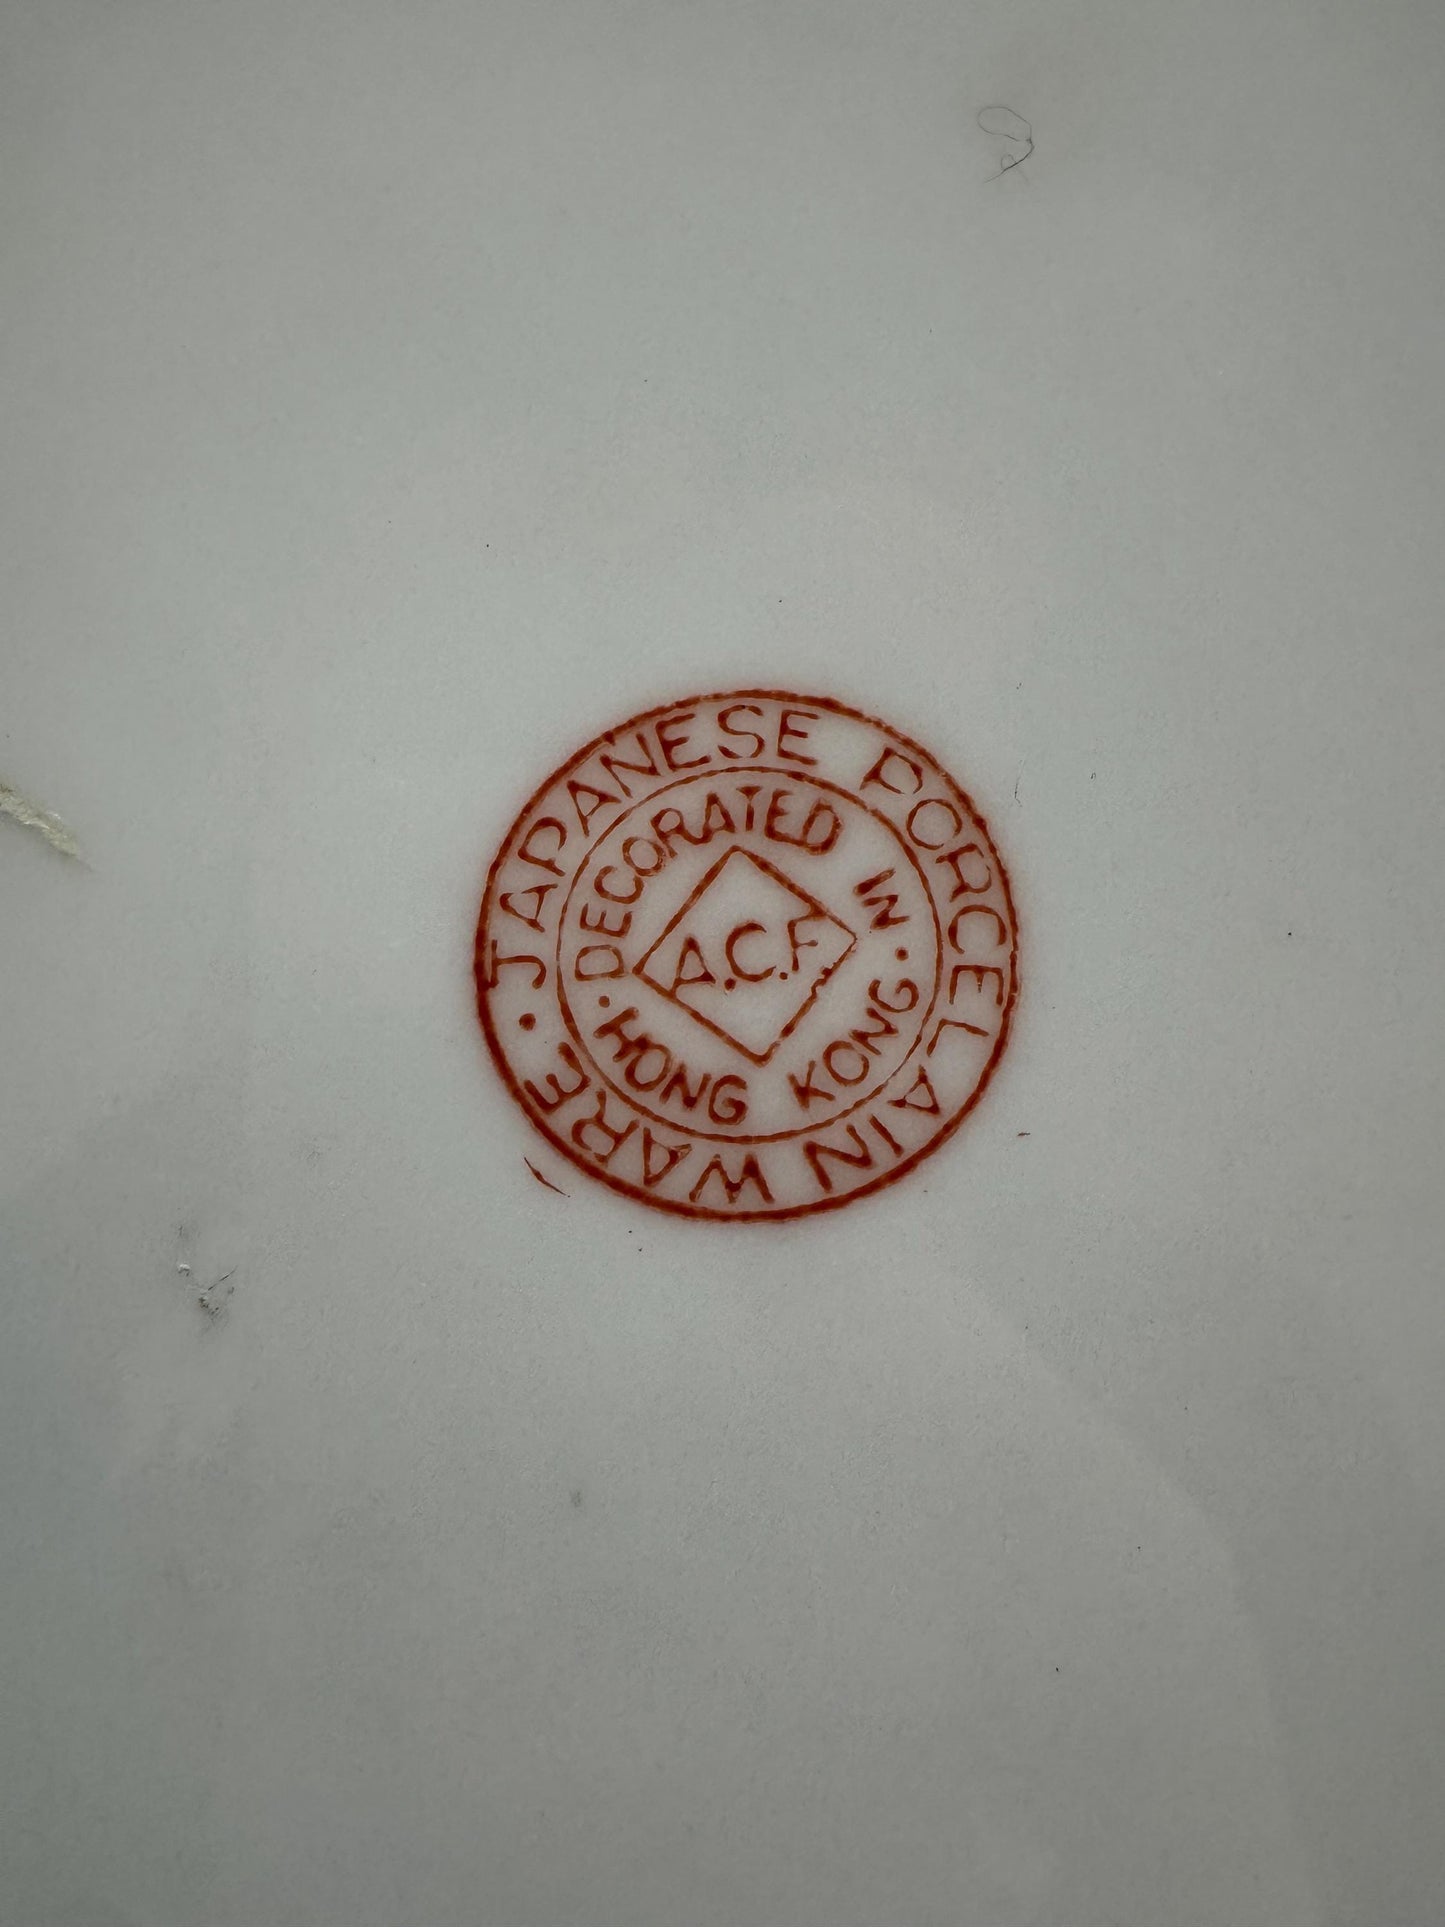 JAPANESE PORCELAIN WARE
DECORATED IN
HONG KONG
A.C.F.